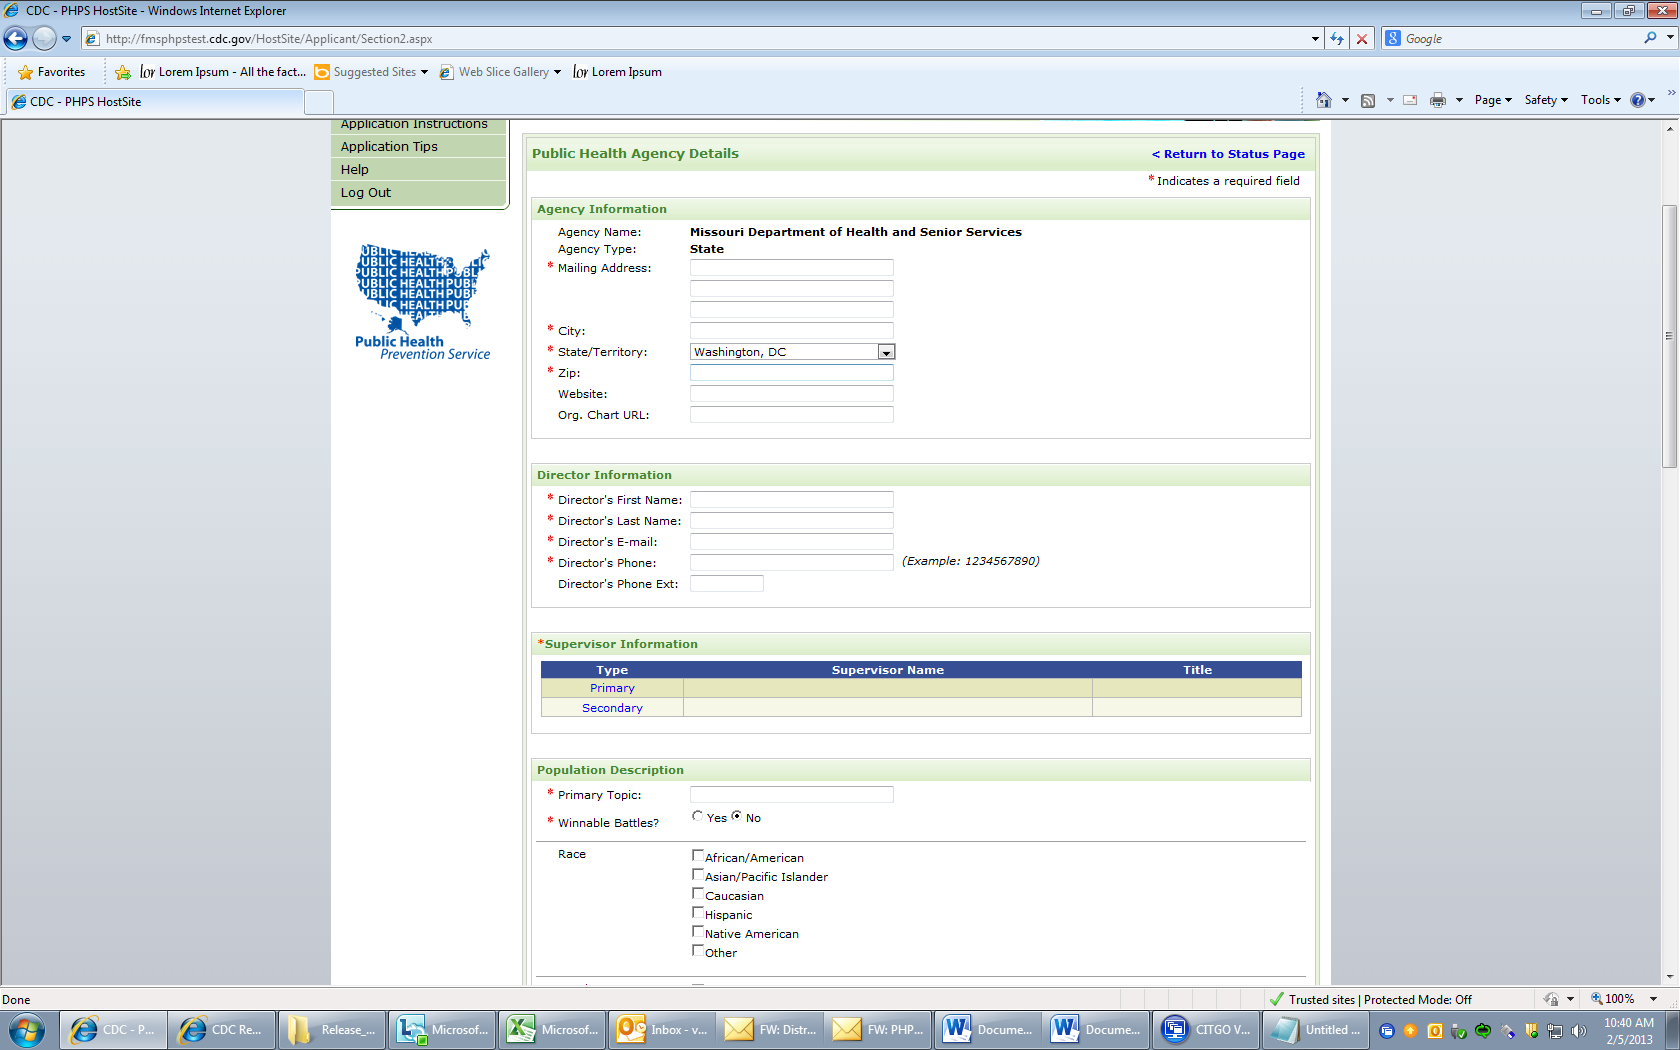 CDC - PHPS HostSite - Windows Internet Explorer
http://fmsphpstest.cdc.gov/HostSite/Applicant/Section2.aspx
Google
Favorites
lor Lorem Ipsum - All the fact...
Suggested Sites
Web Slice Gallery
lor Lorem Ipsum
CDC - PHPS HostSite
Page
Safety
Tools
Application Instructions
Application Tips
Help
Log Out
PUBLIC HEALTH
Public Health
Prevention Service
Public Health Agency Details
< Return to Status Page
* Indicates a required field
Agency Information
Agency Name: Missouri Department of Health and Senior Services
Agency Type: State
* Mailing Address:
* City:
* State/Territory: Washington, DC
* Zip:
Website:
Org. Chart URL:
Director Information
* Director's First Name:
* Director's Last Name:
* Director's E-mail:
* Director's Phone: (Example: 1234567890)
Director's Phone Ext:
*Supervisor Information
Type Supervisor Name Title
Primary
Secondary
Population Description
* Primary Topic:
* Winnable Battles? Yes No
Race
African/American
Asian/Pacific Islander
Caucasian
Hispanic
Native American
Other
Done
Trusted sites | Protected Mode: Off
100%
CDC - P...
CDC Re...
Release_...
Microsof...
Microsof...
Inbox - v...
FW: Distr...
FW: PHP...
Docume...
Docume...
CITGO V...
Untitled ...
10:40 AM
2/5/2013